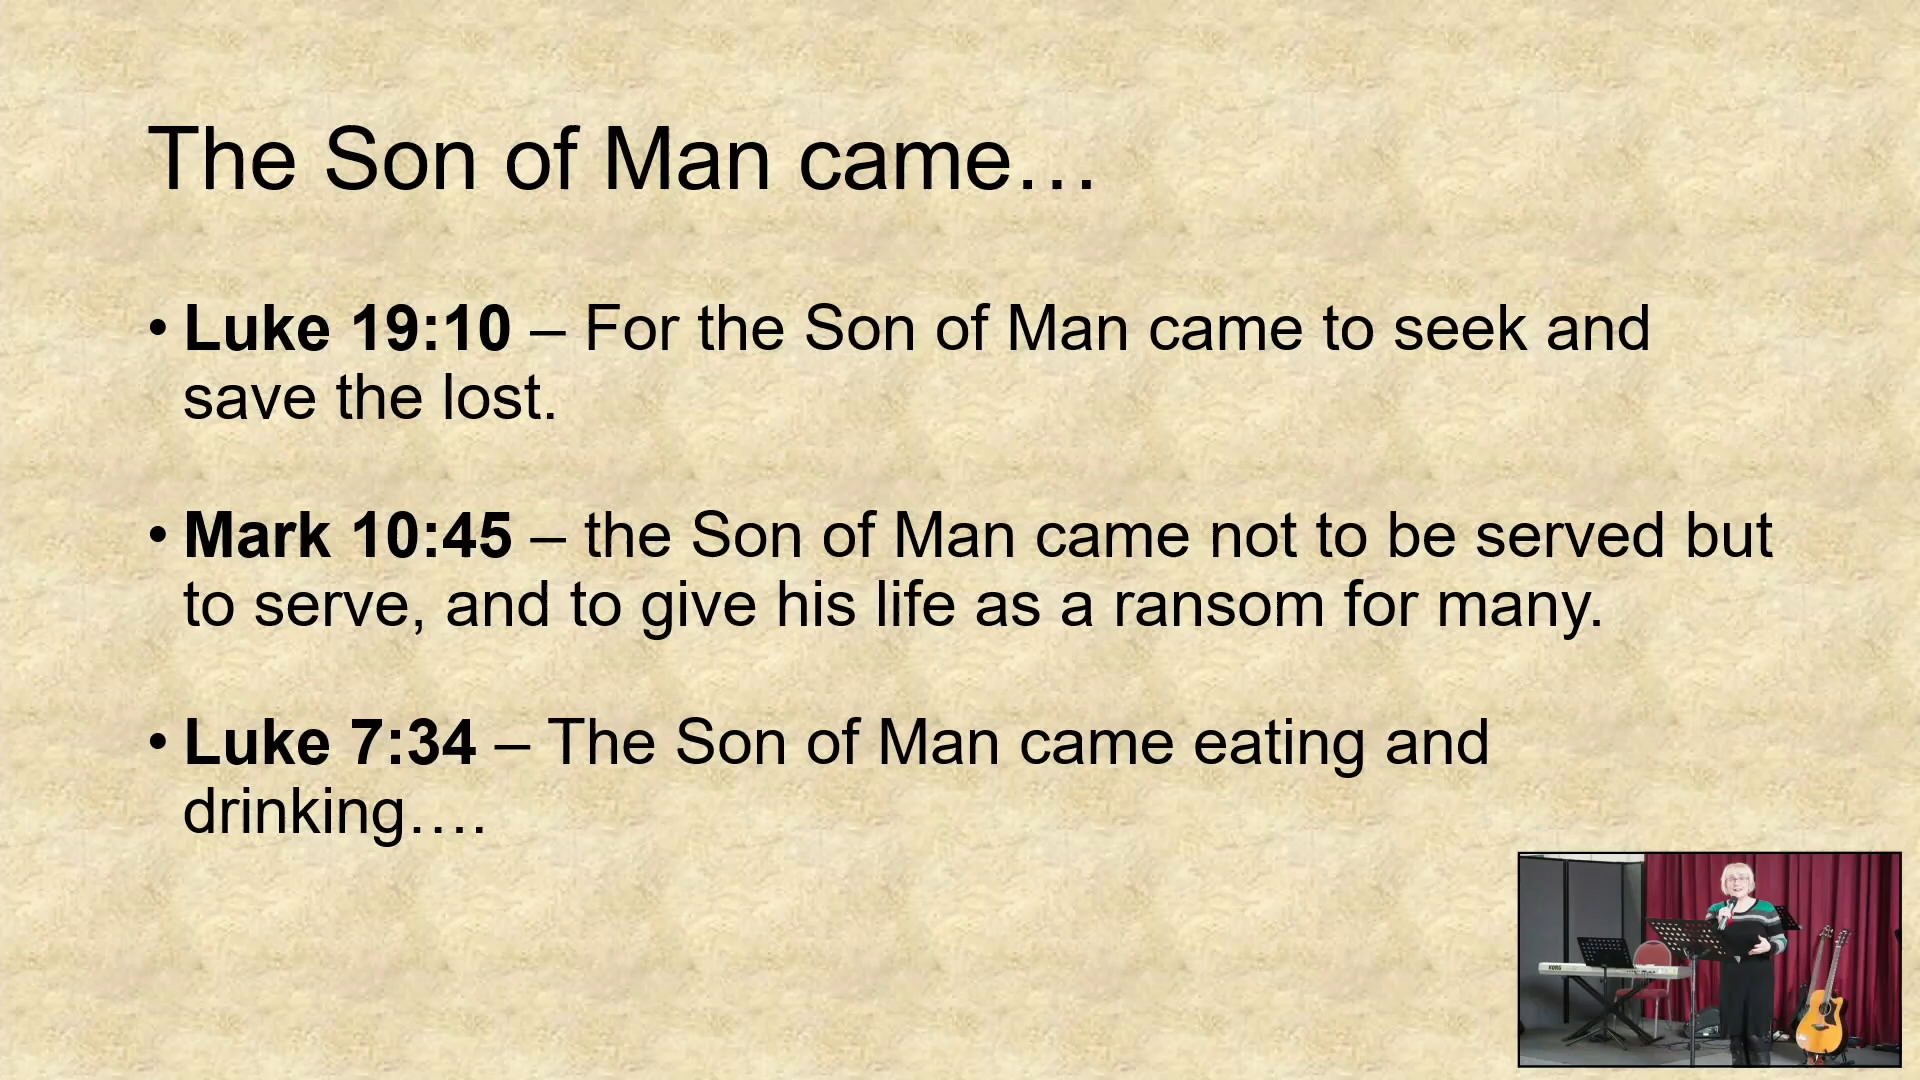 The Son of Man came…
• Luke 19:10 – For the Son of Man came to seek and
save the lost.
• Mark 10:45 – the Son of Man came not to be served but
to serve, and to give his life as a ransom for many.
• Luke 7:34 – The Son of Man came eating and
drinking….
KORG